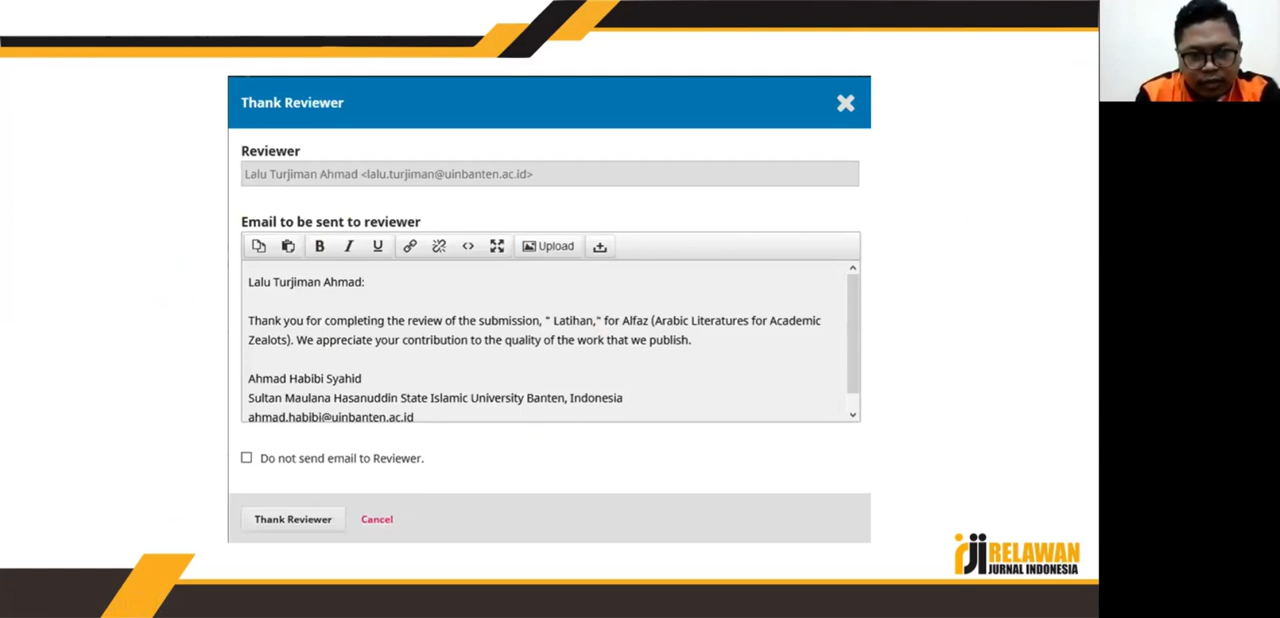 Thank Reviewer
Reviewer
Lalu Turjiman Ahmad <lalu.turjiman@uinbanten.ac.id>
Email to be sent to reviewer
B I U <> Upload
Lalu Turjiman Ahmad:
Thank you for completing the review of the submission, " Latihan," for Alfaz (Arabic Literatures for Academic
Zealots). We appreciate your contribution to the quality of the work that we publish.
Ahmad Habibi Syahid
Sultan Maulana Hasanuddin State Islamic University Banten, Indonesia
ahmad.habibi@uinbanten.ac.id
Do not send email to Reviewer.
Thank Reviewer Cancel
rji RELAWAN
JURNAL INDONESIA